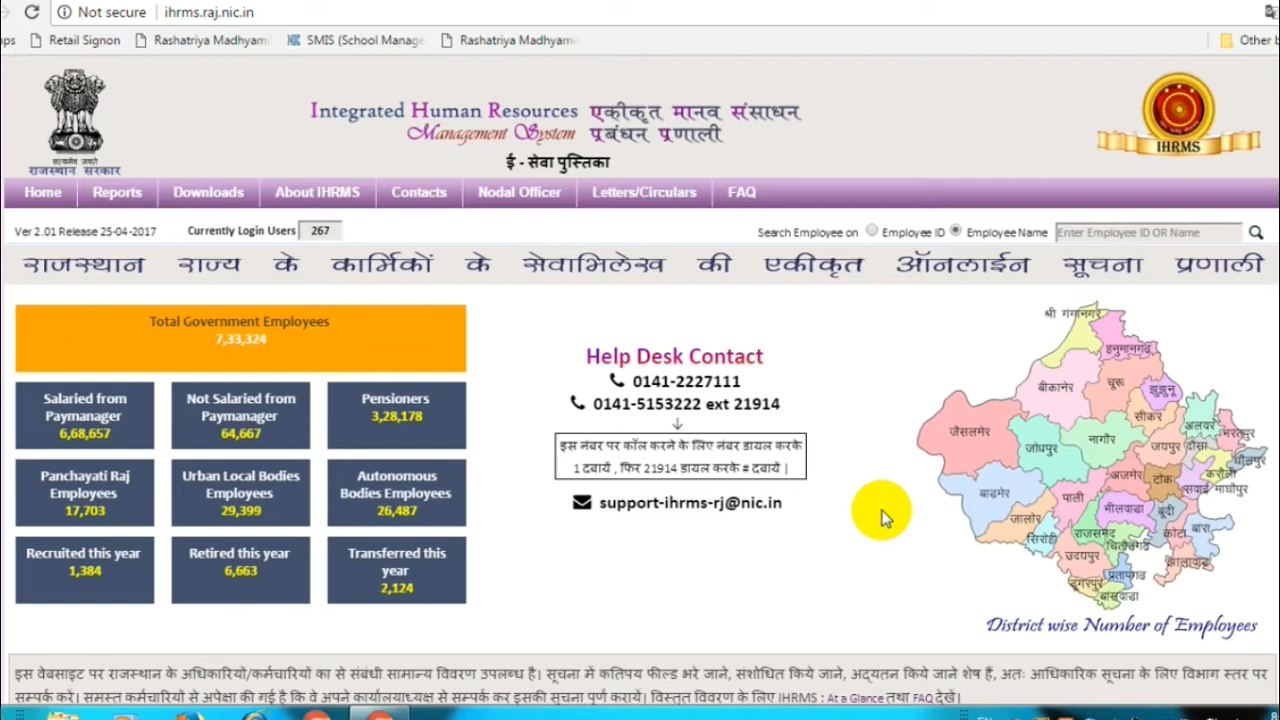 Not secure ihrms.raj.nic.in
Retail Signon Rashatriya Madhyami SMIS (School Manage Rashatriya Madhyami Other b
सत्यमेव जयते
राजस्थान सरकार
Integrated Human Resources एकीकृत मानव संसाधन
Management System प्रबंधन प्रणाली
ई - सेवा पुस्तिका
IHRMS
Home Reports Downloads About IHRMS Contacts Nodal Officer Letters/Circulars FAQ
Ver 2.01 Release 25-04-2017 Currently Login Users 267 Search Employee on Employee ID Employee Name Enter Employee ID OR Name
राजस्थान राज्य के कार्मिकों के सेवाभिलेख की एकीकृत ऑनलाईन सूचना प्रणाली
Total Government Employees
7,33,324
Salaried from Paymanager
6,68,657
Not Salaried from Paymanager
64,667
Pensioners
3,28,178
Panchayati Raj Employees
17,703
Urban Local Bodies Employees
29,399
Autonomous Bodies Employees
26,487
Recruited this year
1,384
Retired this year
6,663
Transferred this year
2,124
Help Desk Contact
0141-2227111
0141-5153222 ext 21914
इस नंबर पर कॉल करने के लिए नंबर डायल करके
1 दबायें , फिर 21914 डायल करके # दबायें |
support-ihrms-rj@nic.in
श्री गंगानगर
हनुमानगढ़
बीकानेर
चूरू
झुंझुनू
सीकर
अलवर
भरतपुर
जैसलमेर
जोधपुर
नागौर
जयपुर
दौसा
धौलपुर
करौली
अजमेर
टोंक
सवाई माधौपुर
बाड़मेर
पाली
भीलवाडा
बूंदी
जालोर
सिरोही
राजसमंद
कोटा
बारा
चितौडगढ
उदयपुर
झालावाड
प्रतापगढ
डूगरपुर
बासवाडा
District wise Number of Employees
इस वेबसाइट पर राजस्थान के अधिकारियों/कर्मचारियों का से संबंधी सामान्य विवरण उपलब्ध है। सूचना में कतिपय फील्ड भरे जाने, संशोधित किये जाने, अद्यतन किये जाने शेष हैं, अतः आधिकारिक सूचना के लिए विभाग स्तर पर
सम्पर्क करें। समस्त कर्मचारियों से अपेक्षा की गई है कि वे अपने कार्यालयाध्यक्ष से सम्पर्क कर इसकी सूचना पूर्ण करायें। विस्तृत विवरण के लिए IHRMS : At a Glance तथा FAQ देखें।